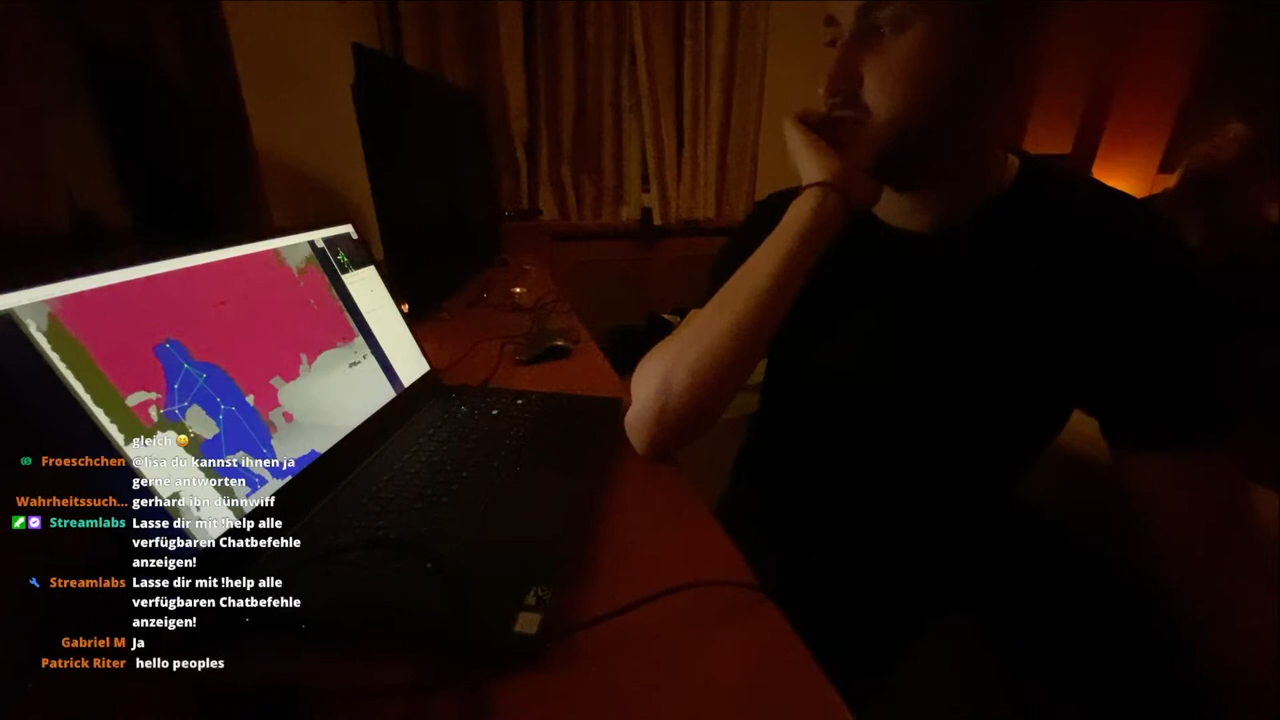 gleich 😀
Froeschchen @lisa du kannst ihnen ja
gerne antworten
Wahrheitssuch... gerhard ibn dünnwiff
Streamlabs Lasse dir mit !help alle
verfügbaren Chatbefehle
anzeigen!
Streamlabs Lasse dir mit !help alle
verfügbaren Chatbefehle
anzeigen!
Gabriel M Ja
Patrick Riter hello peoples